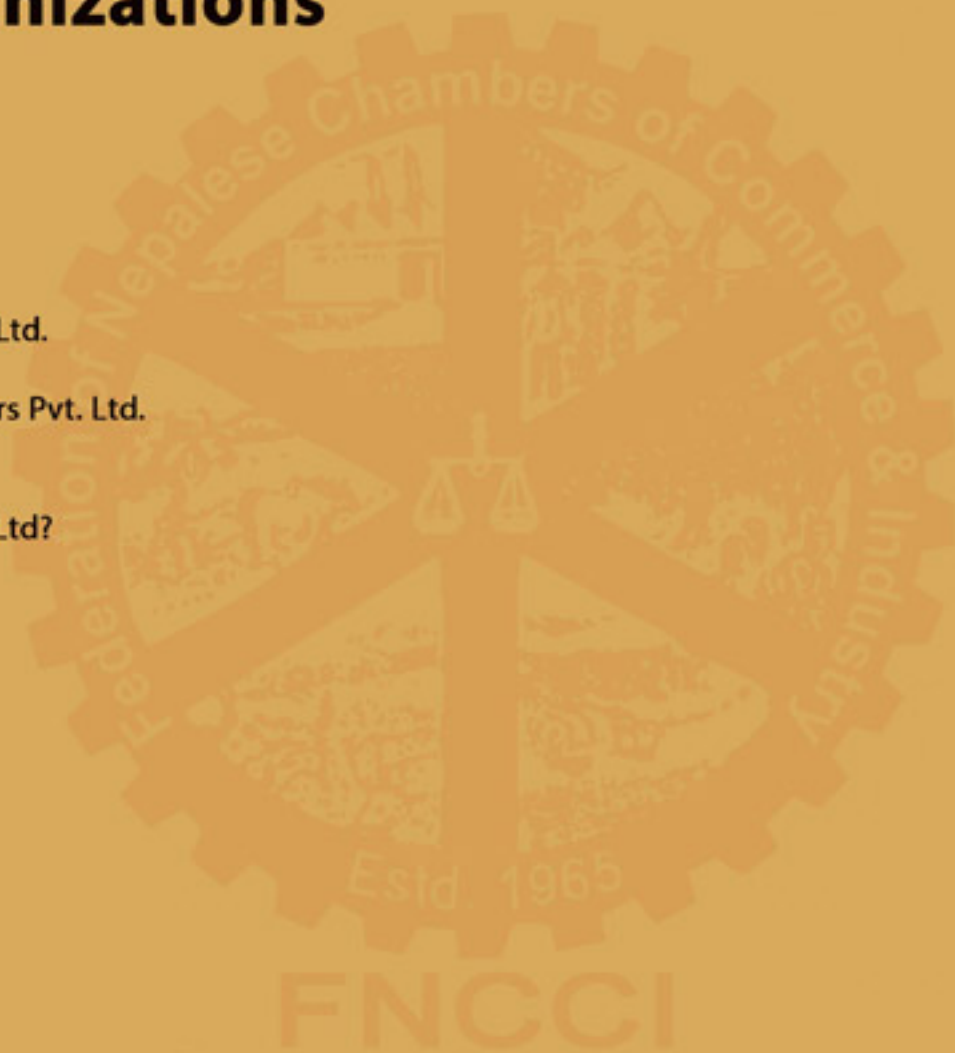 nizations
Ltd.
rs Pvt. Ltd.
Ltd?
Federation of Nepalese Chambers of Commerce & Industry
Estd. 1965
FNCCI